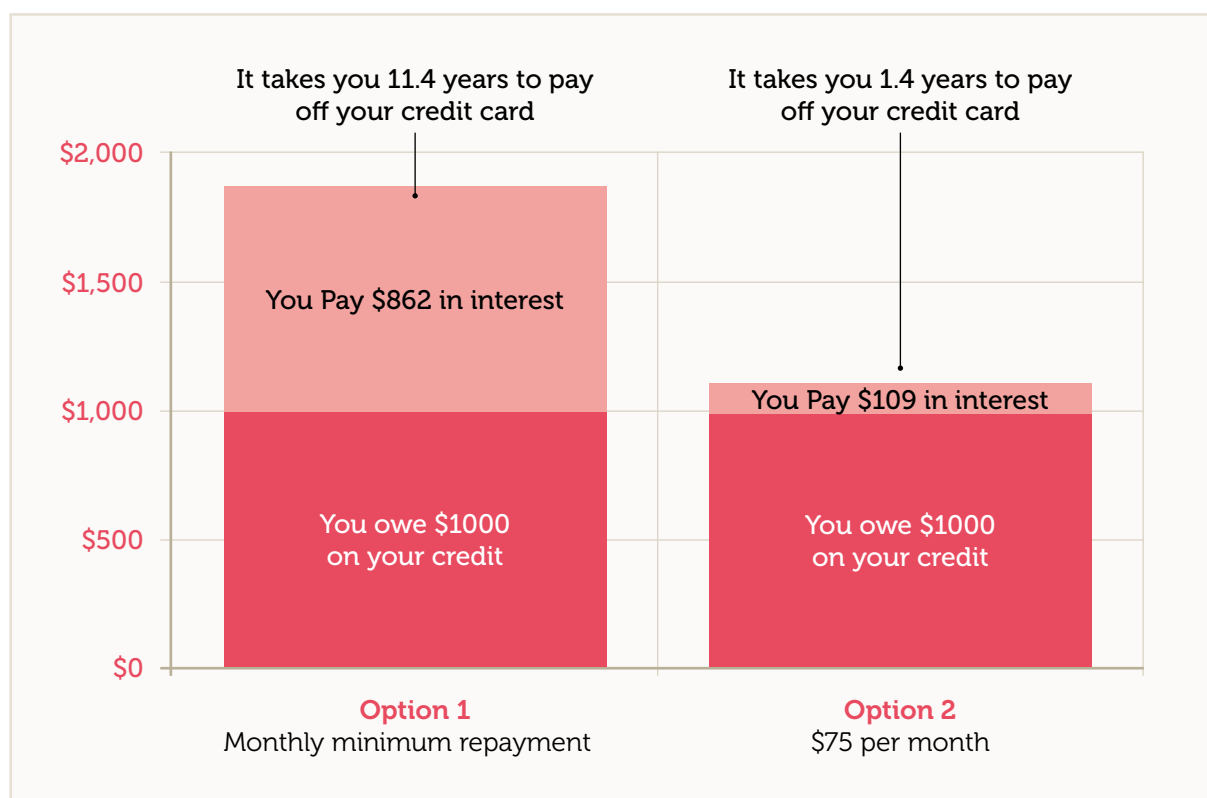 It takes you 11.4 years to pay
off your credit card
It takes you 1.4 years to pay
off your credit card
$2,000
$1,500
$1,000
$500
$0
You Pay $862 in interest
You owe $1000
on your credit
You Pay $109 in interest
You owe $1000
on your credit
Option 1
Monthly minimum repayment
Option 2
$75 per month